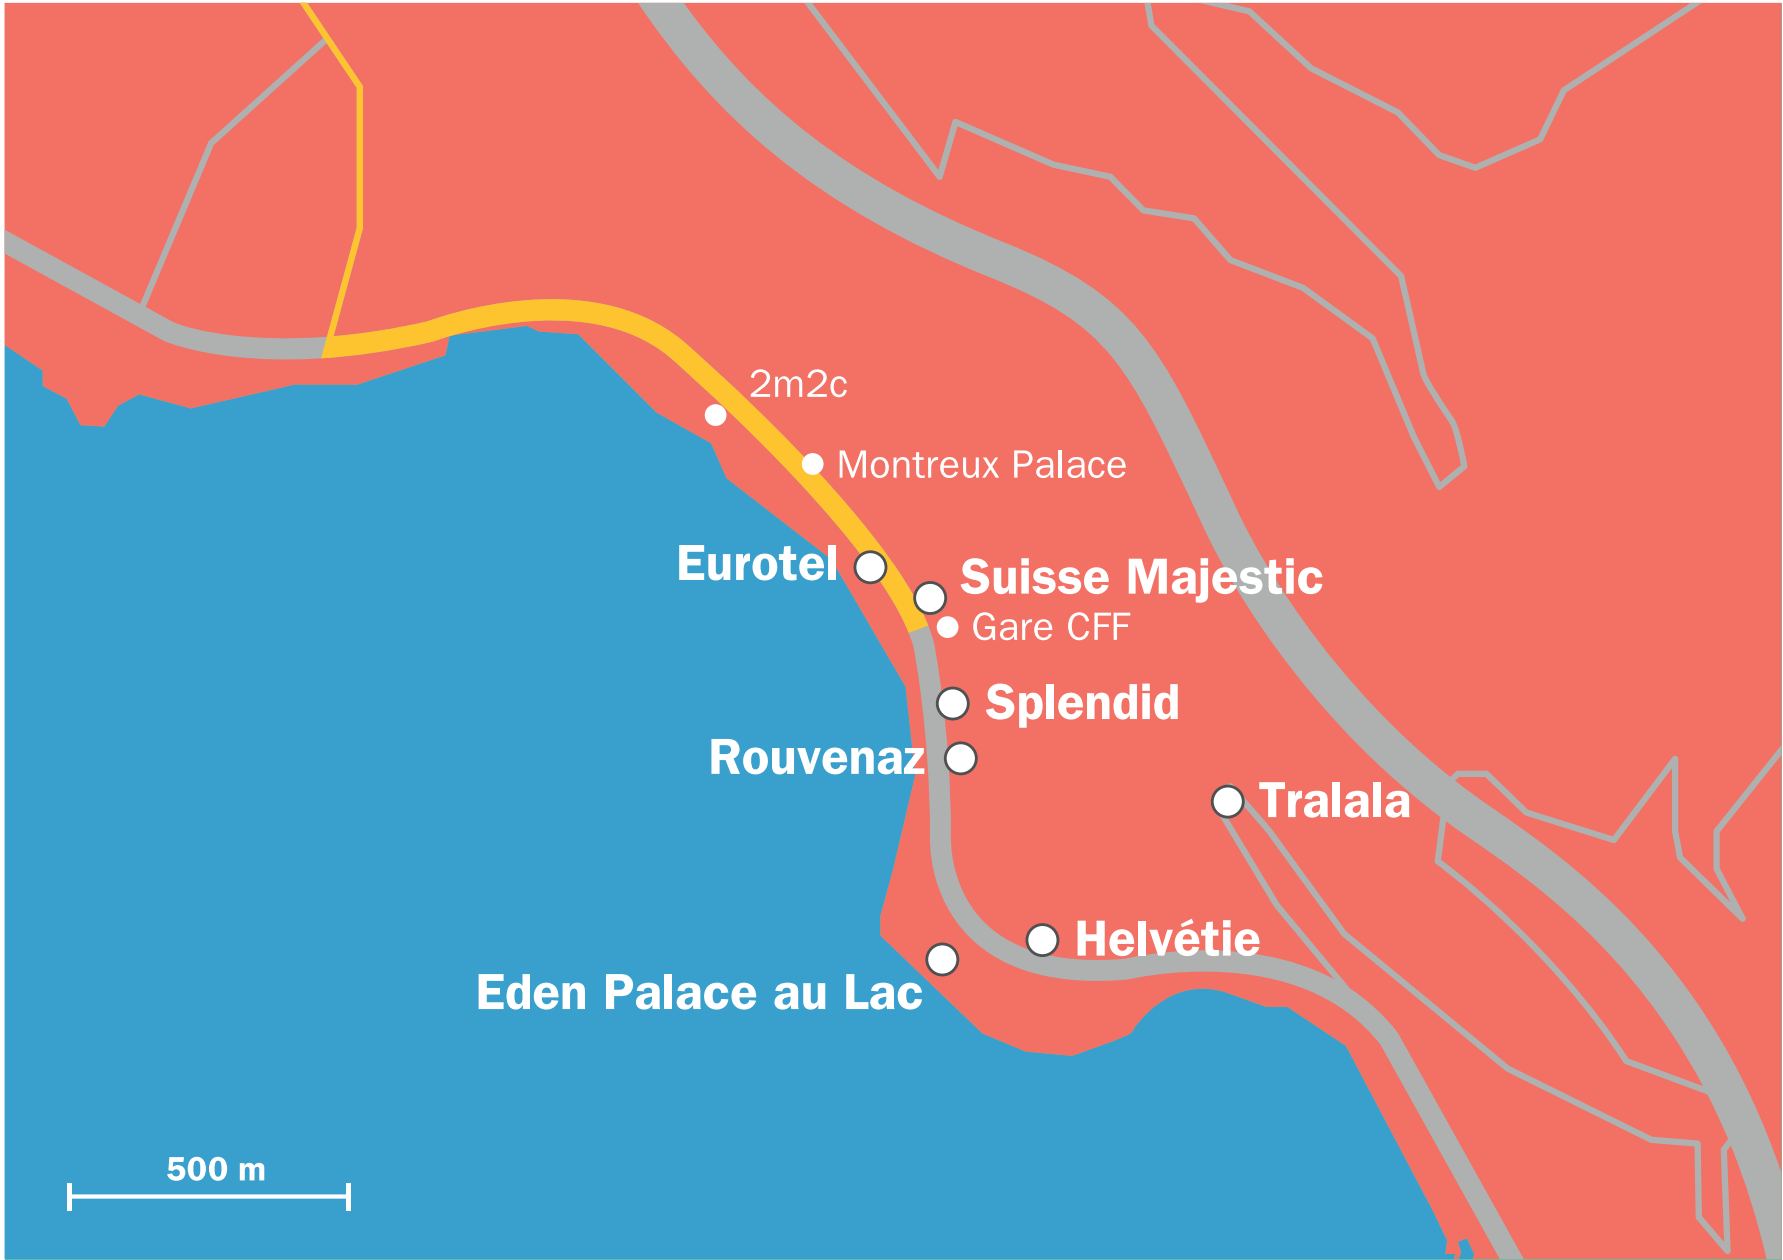 2m2c
Montreux Palace
Eurotel
Suisse Majestic
Gare CFF
Splendid
Rouvenaz
Tralala
Helvétie
Eden Palace au Lac
500 m